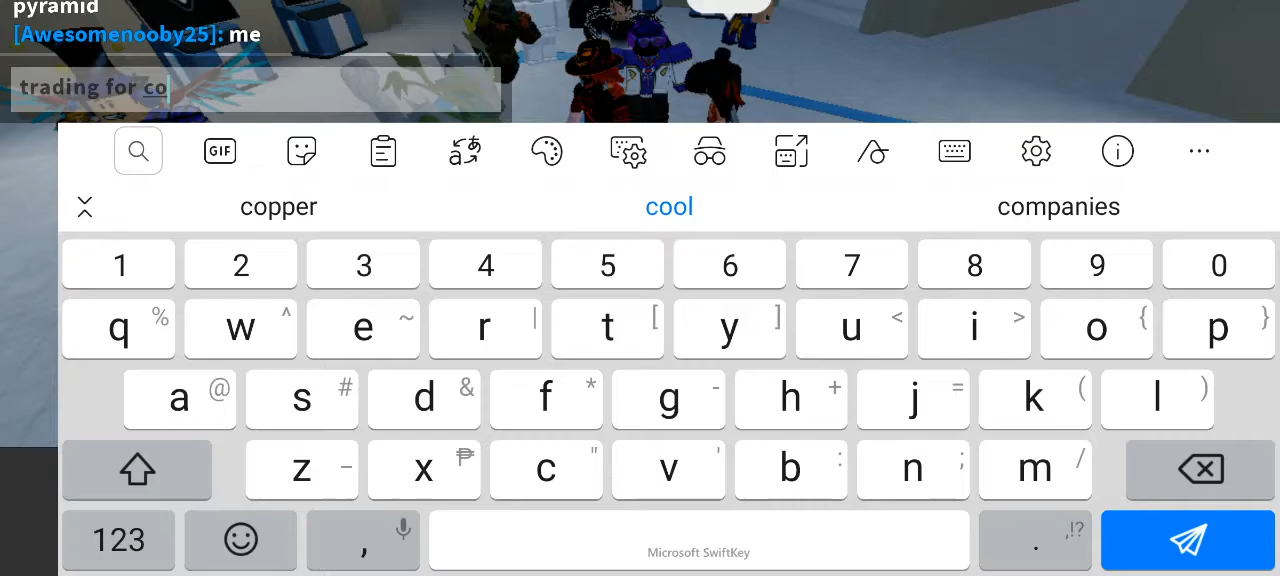 pyramid
[Awesomenooby25]: me
trading for co
GIF
copper cool companies
1 2 3 4 5 6 7 8 9 0
q % w ^ e ~ r | t [ y ] u < i > o { p }
a @ s # d & f * g - h + j = k ( l )
z – x ₱ c " v ' b : n ; m /
123 , Microsoft SwiftKey . ,!?